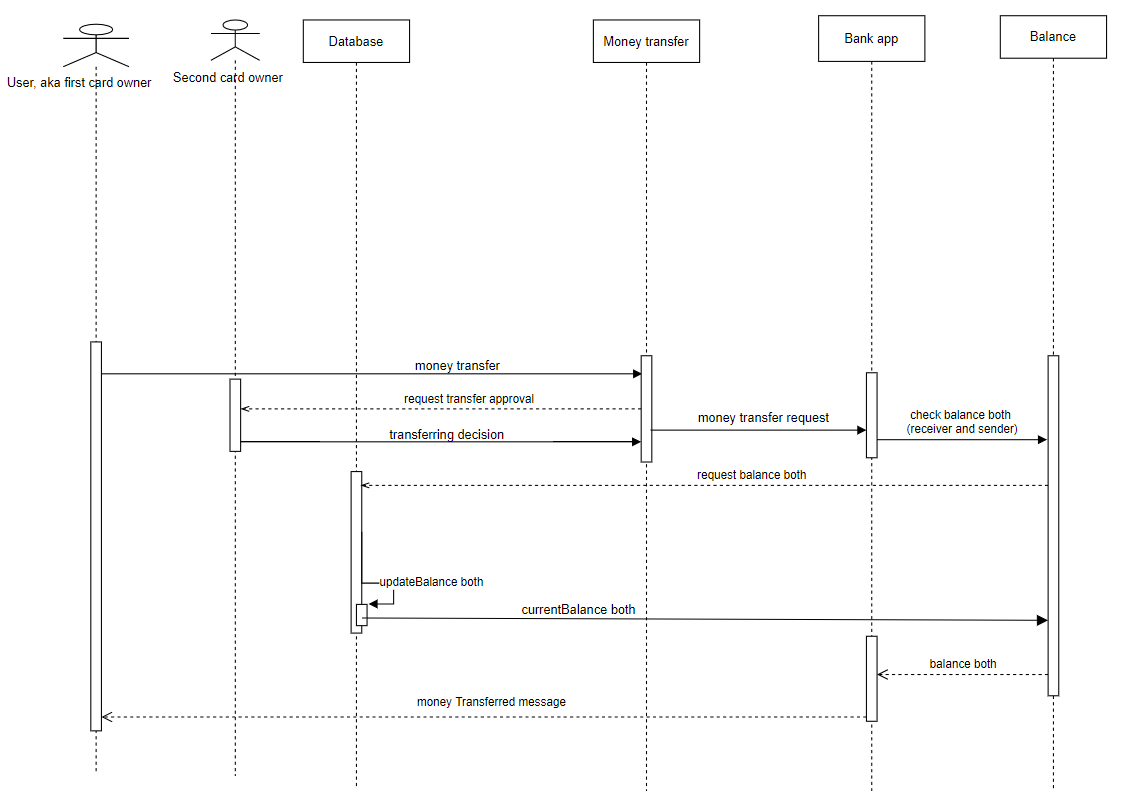 User, aka first card owner
Second card owner
Database
Money transfer
Bank app
Balance
money transfer
request transfer approval
money transfer request
check balance both
(receiver and sender)
transferring decision
request balance both
updateBalance both
currentBalance both
balance both
money Transferred message